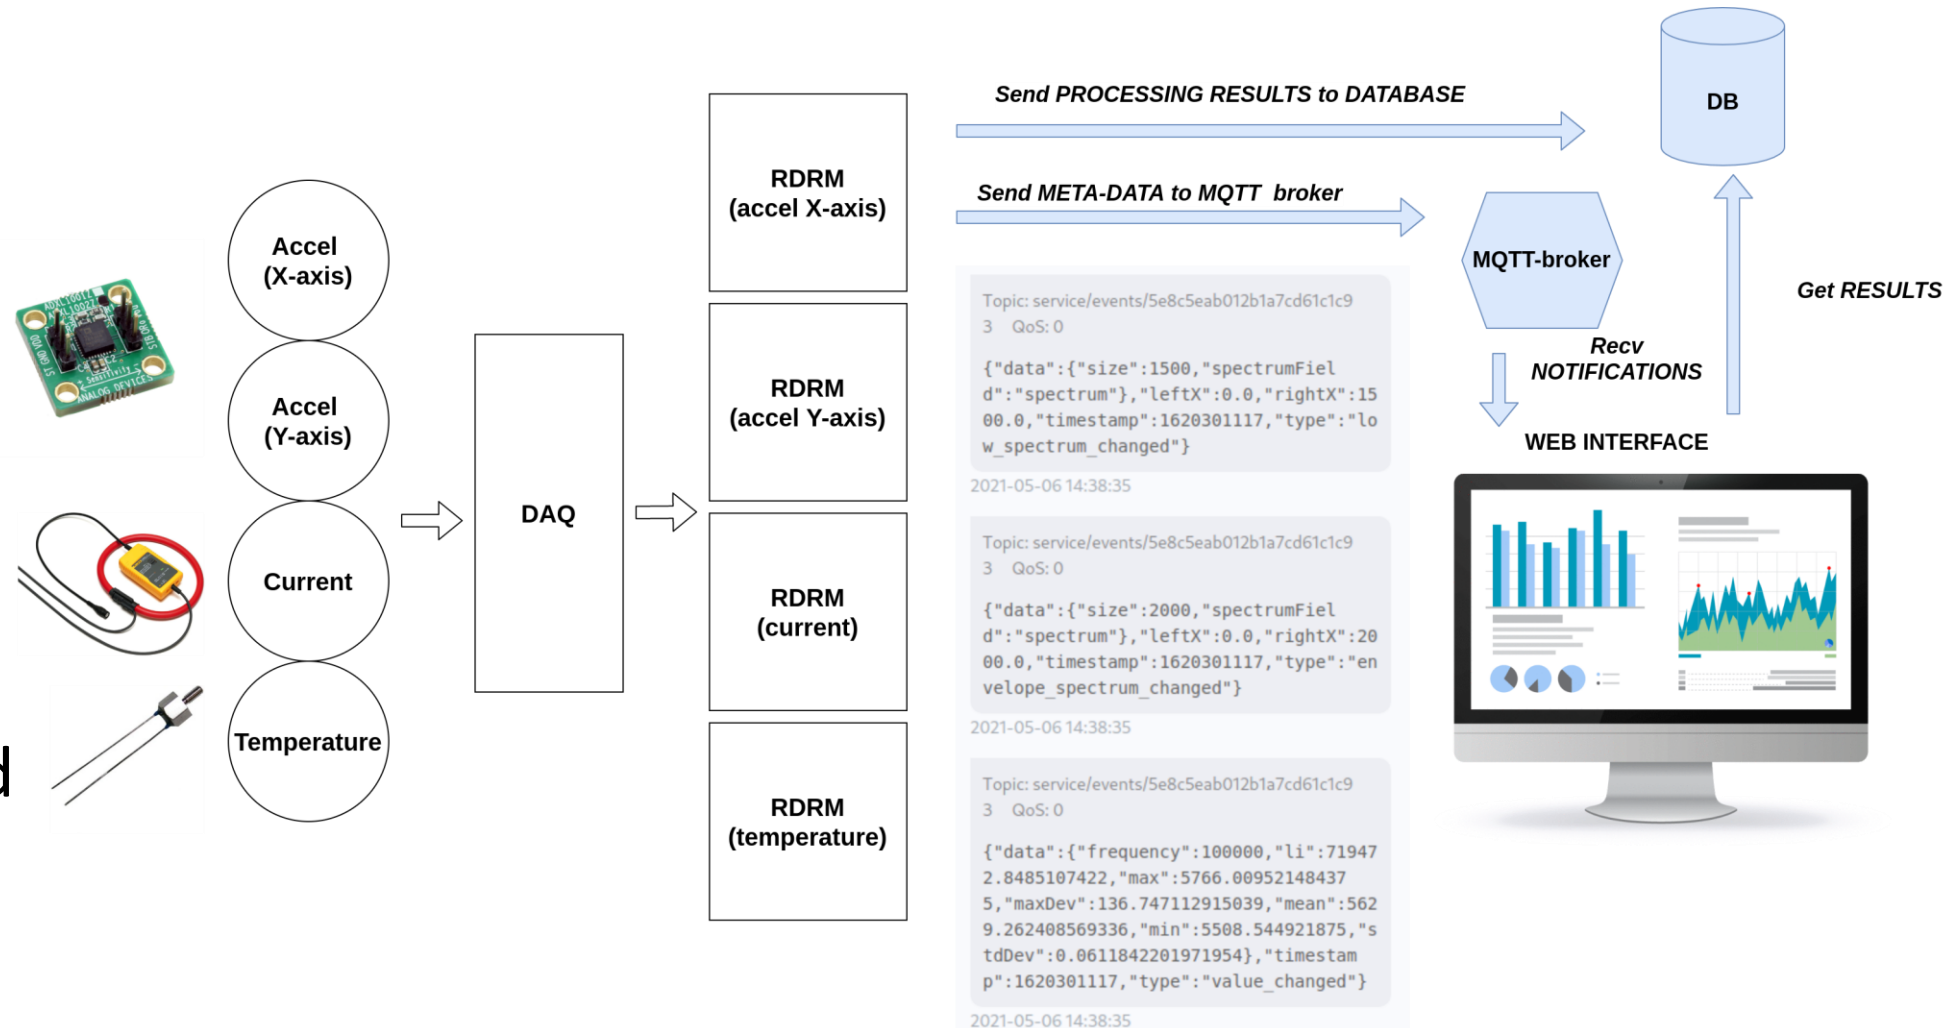 Send PROCESSING RESULTS to DATABASE
DB
RDRM
(accel X-axis)
Send META-DATA to MQTT broker
MQTT-broker
Get RESULTS
Recv
NOTIFICATIONS
WEB INTERFACE
Accel
(X-axis)
Accel
(Y-axis)
Current
Temperature
DAQ
RDRM
(accel Y-axis)
RDRM
(current)
RDRM
(temperature)
Topic: service/events/5e8c5eab012b1a7cd61c1c9
3 QoS: 0
{"data":{"size":1500,"spectrumFiel
d":"spectrum"},"leftX":0.0,"rightX":15
00.0,"timestamp":1620301117,"type":"lo
w_spectrum_changed"}
2021-05-06 14:38:35
Topic: service/events/5e8c5eab012b1a7cd61c1c9
3 QoS: 0
{"data":{"size":2000,"spectrumFiel
d":"spectrum"},"leftX":0.0,"rightX":20
00.0,"timestamp":1620301117,"type":"en
velope_spectrum_changed"}
2021-05-06 14:38:35
Topic: service/events/5e8c5eab012b1a7cd61c1c9
3 QoS: 0
{"data":{"frequency":100000,"li":71947
2.8485107422,"max":5766.00952148437
5,"maxDev":136.747112915039,"mean":562
9.262408569336,"min":5508.544921875,"s
tdDev":0.0611842201971954},"timestam
p":1620301117,"type":"value_changed"}
2021-05-06 14:38:35
d
ST GND VDD
Sensitivity
ANALOG DEVICES